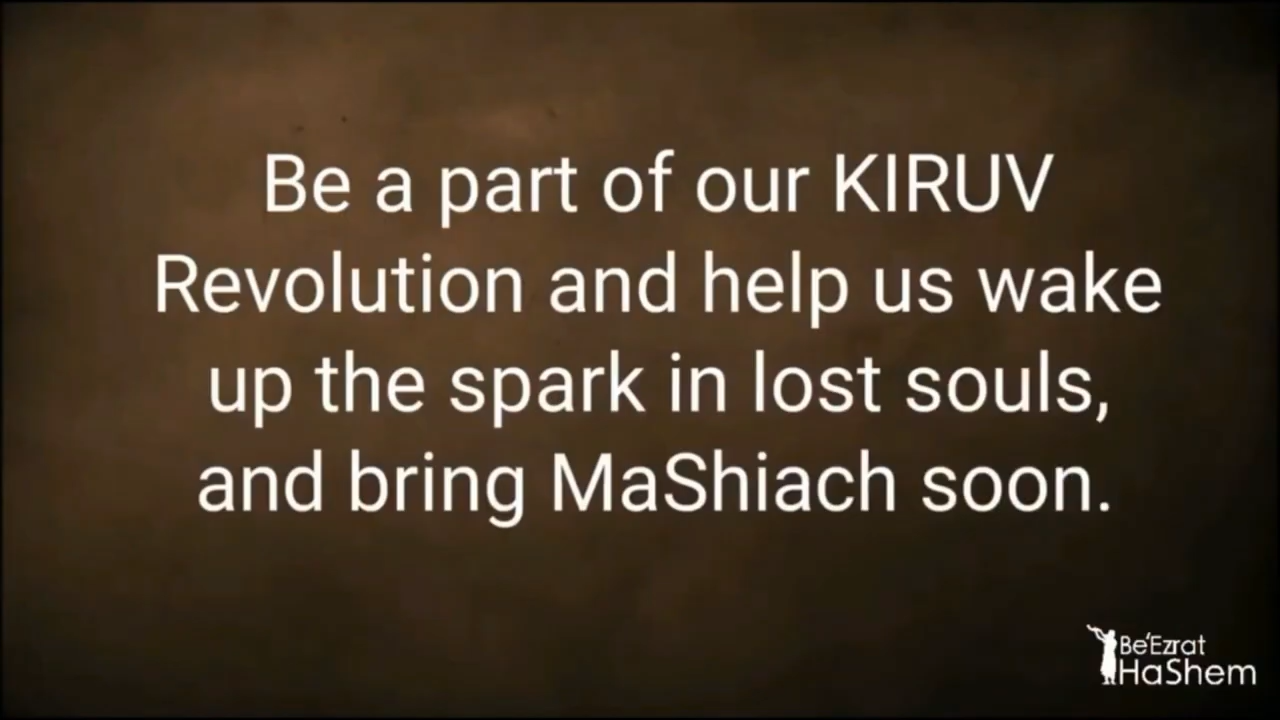 Be a part of our KIRUV
Revolution and help us wake
up the spark in lost souls,
and bring MaShiach soon.
Be'Ezrat
HaShem